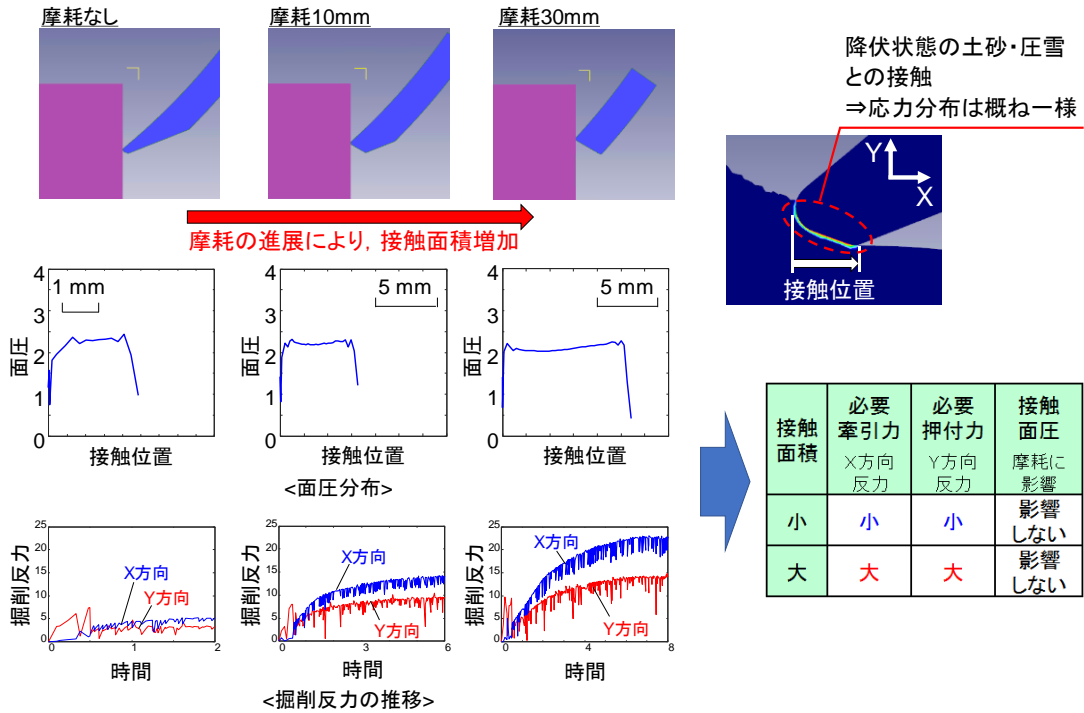 摩耗なし
摩耗10mm
摩耗30mm
降伏状態の土砂・圧雪
との接触
⇒応力分布は概ね一様
Y
X
接触位置
摩耗の進展により, 接触面積増加
4
3
2
1
0
面圧
1 mm
接触位置
4
3
2
1
0
面圧
5 mm
接触位置
4
3
2
1
0
面圧
5 mm
接触位置
<面圧分布>
接触
面積
必要
牽引力
X方向
反力
必要
押付力
Y方向
反力
接触
面圧
摩耗に
影響
小
小
小
影響
しない
大
大
大
影響
しない
25
20
15
10
5
0
掘削反力
X方向
Y方向
0
1
2
時間
25
20
15
10
5
0
掘削反力
X方向
Y方向
0
3
6
時間
25
20
15
10
5
0
掘削反力
X方向
Y方向
0
4
8
時間
<掘削反力の推移>